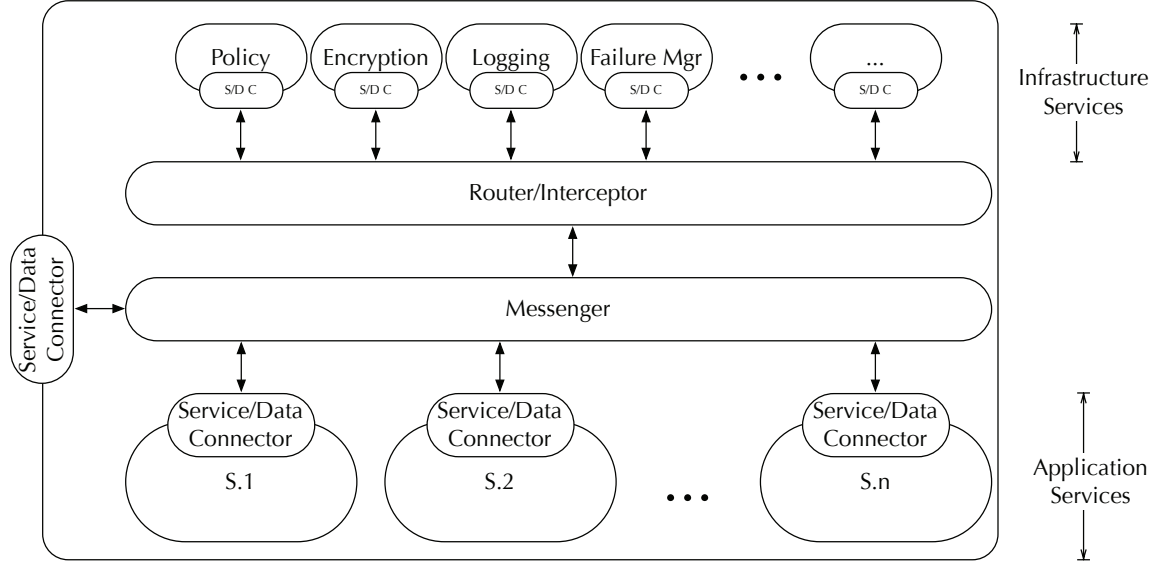 Policy
Encryption
Logging
Failure Mgr
...
S/D C
S/D C
S/D C
S/D C
S/D C
Infrastructure
Services
Router/Interceptor
Service/Data
Connector
Messenger
Service/Data
Connector
S.1
Service/Data
Connector
S.2
Service/Data
Connector
S.n
Application
Services